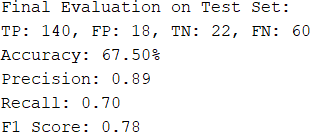 Final Evaluation on Test Set:
TP: 140, FP: 18, TN: 22, FN: 60
Accuracy: 67.50%
Precision: 0.89
Recall: 0.70
F1 Score: 0.78